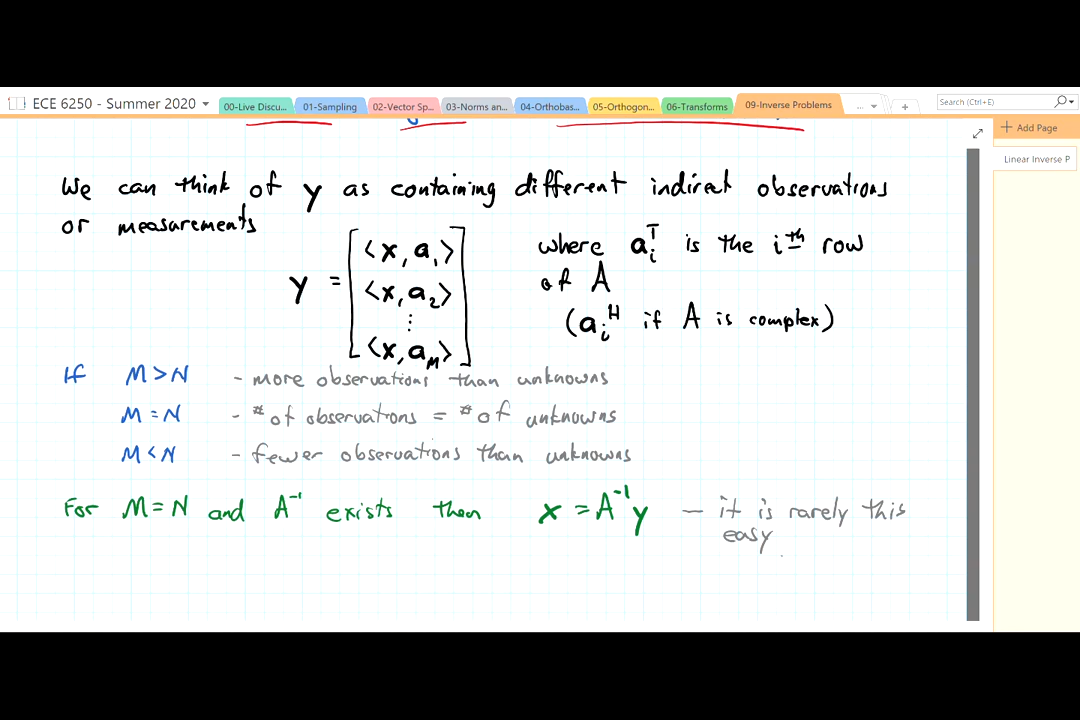 ECE 6250 - Summer 2020
00-Live Discu...
01-Sampling
02-Vector Sp...
03-Norms an...
04-Orthobas...
05-Orthogon...
06-Transforms
09-Inverse Problems
...
Search (Ctrl+E)
Add Page
Linear Inverse P
We can think of y as containing different indirect observations
or measurements
y = [⟨x, a₁⟩ ⟨x, a₂⟩ ⋮ ⟨x, a_M⟩]
where aᵢᵀ is the iᵗʰ row
of A
(aᵢᴴ if A is complex)
If M > N - more observations than unknowns
M = N - # of observations = # of unknowns
M < N - fewer observations than unknowns
For M = N and A⁻¹ exists then x = A⁻¹y — it is rarely this
easy